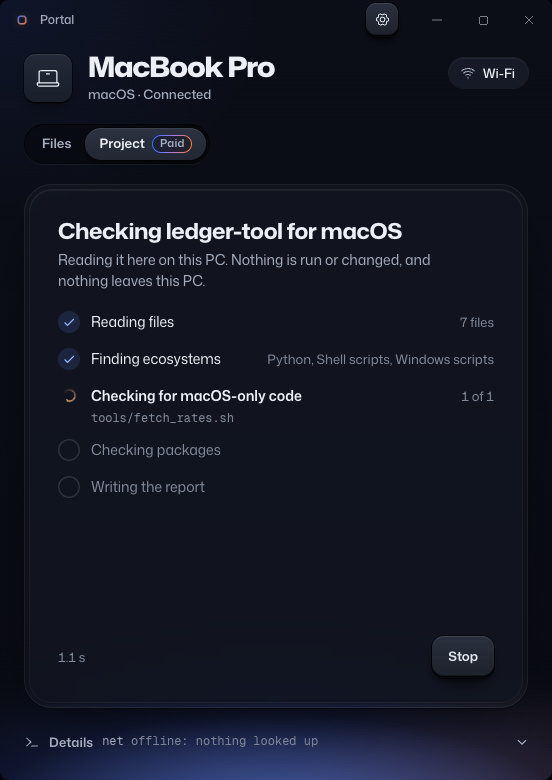 Portal
MacBook Pro
macOS · Connected
Wi-Fi
Files
Project Paid
Checking ledger-tool for macOS
Reading it here on this PC. Nothing is run or changed, and
nothing leaves this PC.
Reading files 7 files
Finding ecosystems Python, Shell scripts, Windows scripts
Checking for macOS-only code 1 of 1
tools/fetch_rates.sh
Checking packages
Writing the report
1.1 s
Stop
Details net offline: nothing looked up